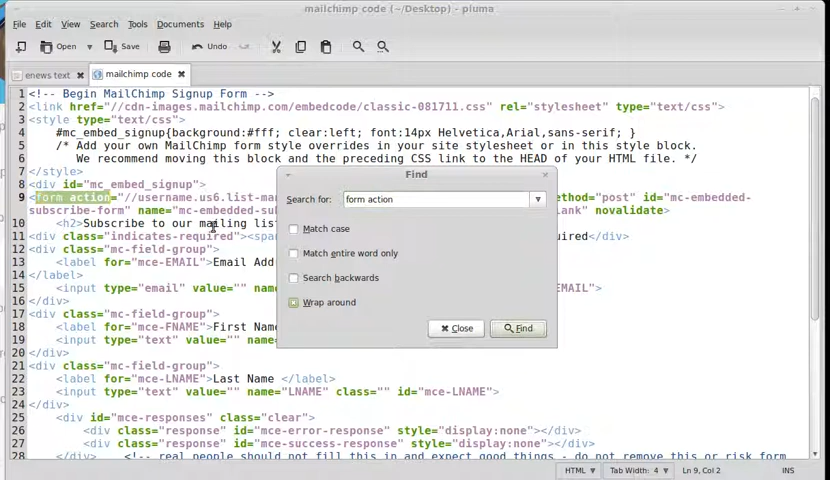 mailchimp code (~/Desktop) - pluma
File Edit View Search Tools Documents Help
Open Save Undo
enews text mailchimp code
1 <!-- Begin MailChimp Signup Form -->
2 <link href="//cdn-images.mailchimp.com/embedcode/classic-081711.css" rel="stylesheet" type="text/css">
3 <style type="text/css">
4 #mc_embed_signup{background:#fff; clear:left; font:14px Helvetica,Arial,sans-serif; }
5 /* Add your own MailChimp form style overrides in your site stylesheet or in this style block.
6 We recommend moving this block and the preceding CSS link to the HEAD of your HTML file. */
7 </style>
8 <div id="mc_embed_signup">
9 <form action="//username.us6.list-ma ethod="post" id="mc-embedded-
subscribe-form" name="mc-embedded-su lank" novalidate>
10 <h2>Subscribe to our mailing lis
11 <div class="indicates-required"><spa uired</div>
12 <div class="mc-field-group">
13 <label for="mce-EMAIL">Email Add
14 </label>
15 <input type="email" value="" nam EMAIL">
16 </div>
17 <div class="mc-field-group">
18 <label for="mce-FNAME">First Nam
19 <input type="text" value="" name
20 </div>
21 <div class="mc-field-group">
22 <label for="mce-LNAME">Last Name </label>
23 <input type="text" value="" name="LNAME" class="" id="mce-LNAME">
24 </div>
25 <div id="mce-responses" class="clear">
26 <div class="response" id="mce-error-response" style="display:none"></div>
27 <div class="response" id="mce-success-response" style="display:none"></div>
28 </div> <!-- real people should not fill this in and expect good things - do not remove this or risk form
Find
Search for: form action
Match case
Match entire word only
Search backwards
Wrap around
Close Find
HTML Tab Width: 4 Ln 9, Col 2 INS